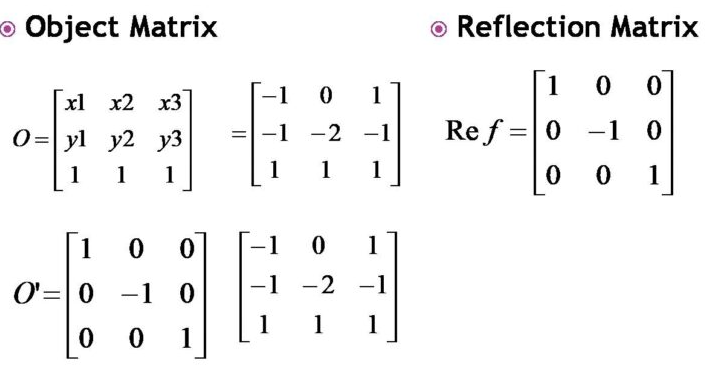 Object Matrix
Reflection Matrix
O = [x1 x2 x3
y1 y2 y3
1 1 1]
= [−1 0 1
−1 −2 −1
1 1 1]
Re f = [1 0 0
0 −1 0
0 0 1]
O' = [1 0 0
0 −1 0
0 0 1]
[−1 0 1
−1 −2 −1
1 1 1]